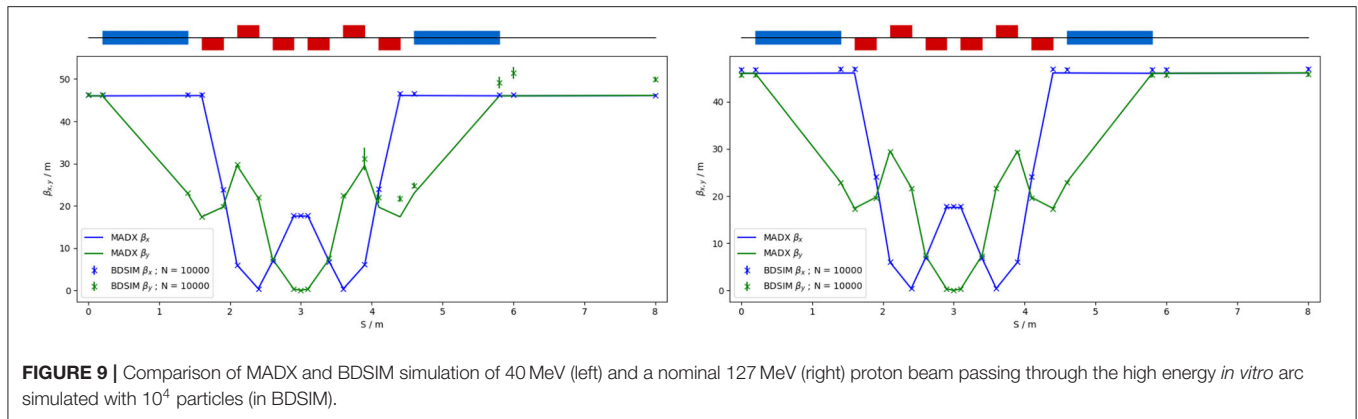 50
40
30
20
10
0
βx,y / m
MADX βx
MADX βy
BDSIM βx ; N = 10000
BDSIM βy ; N = 10000
0 1 2 3 4 5 6 7 8
S / m
50
40
30
20
10
0
βx,y / m
MADX βx
MADX βy
BDSIM βx ; N = 10000
BDSIM βy ; N = 10000
0 1 2 3 4 5 6 7 8
S / m
FIGURE 9 | Comparison of MADX and BDSIM simulation of 40 MeV (left) and a nominal 127 MeV (right) proton beam passing through the high energy in vitro arc
simulated with 10⁴ particles (in BDSIM).